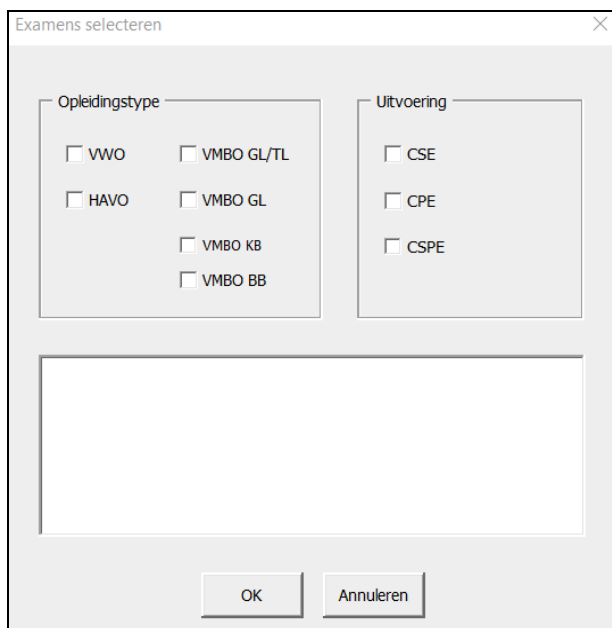 Examens selecteren
Opleidingstype
VWO
HAVO
VMBO GL/TL
VMBO GL
VMBO KB
VMBO BB
Uitvoering
CSE
CPE
CSPE
OK
Annuleren